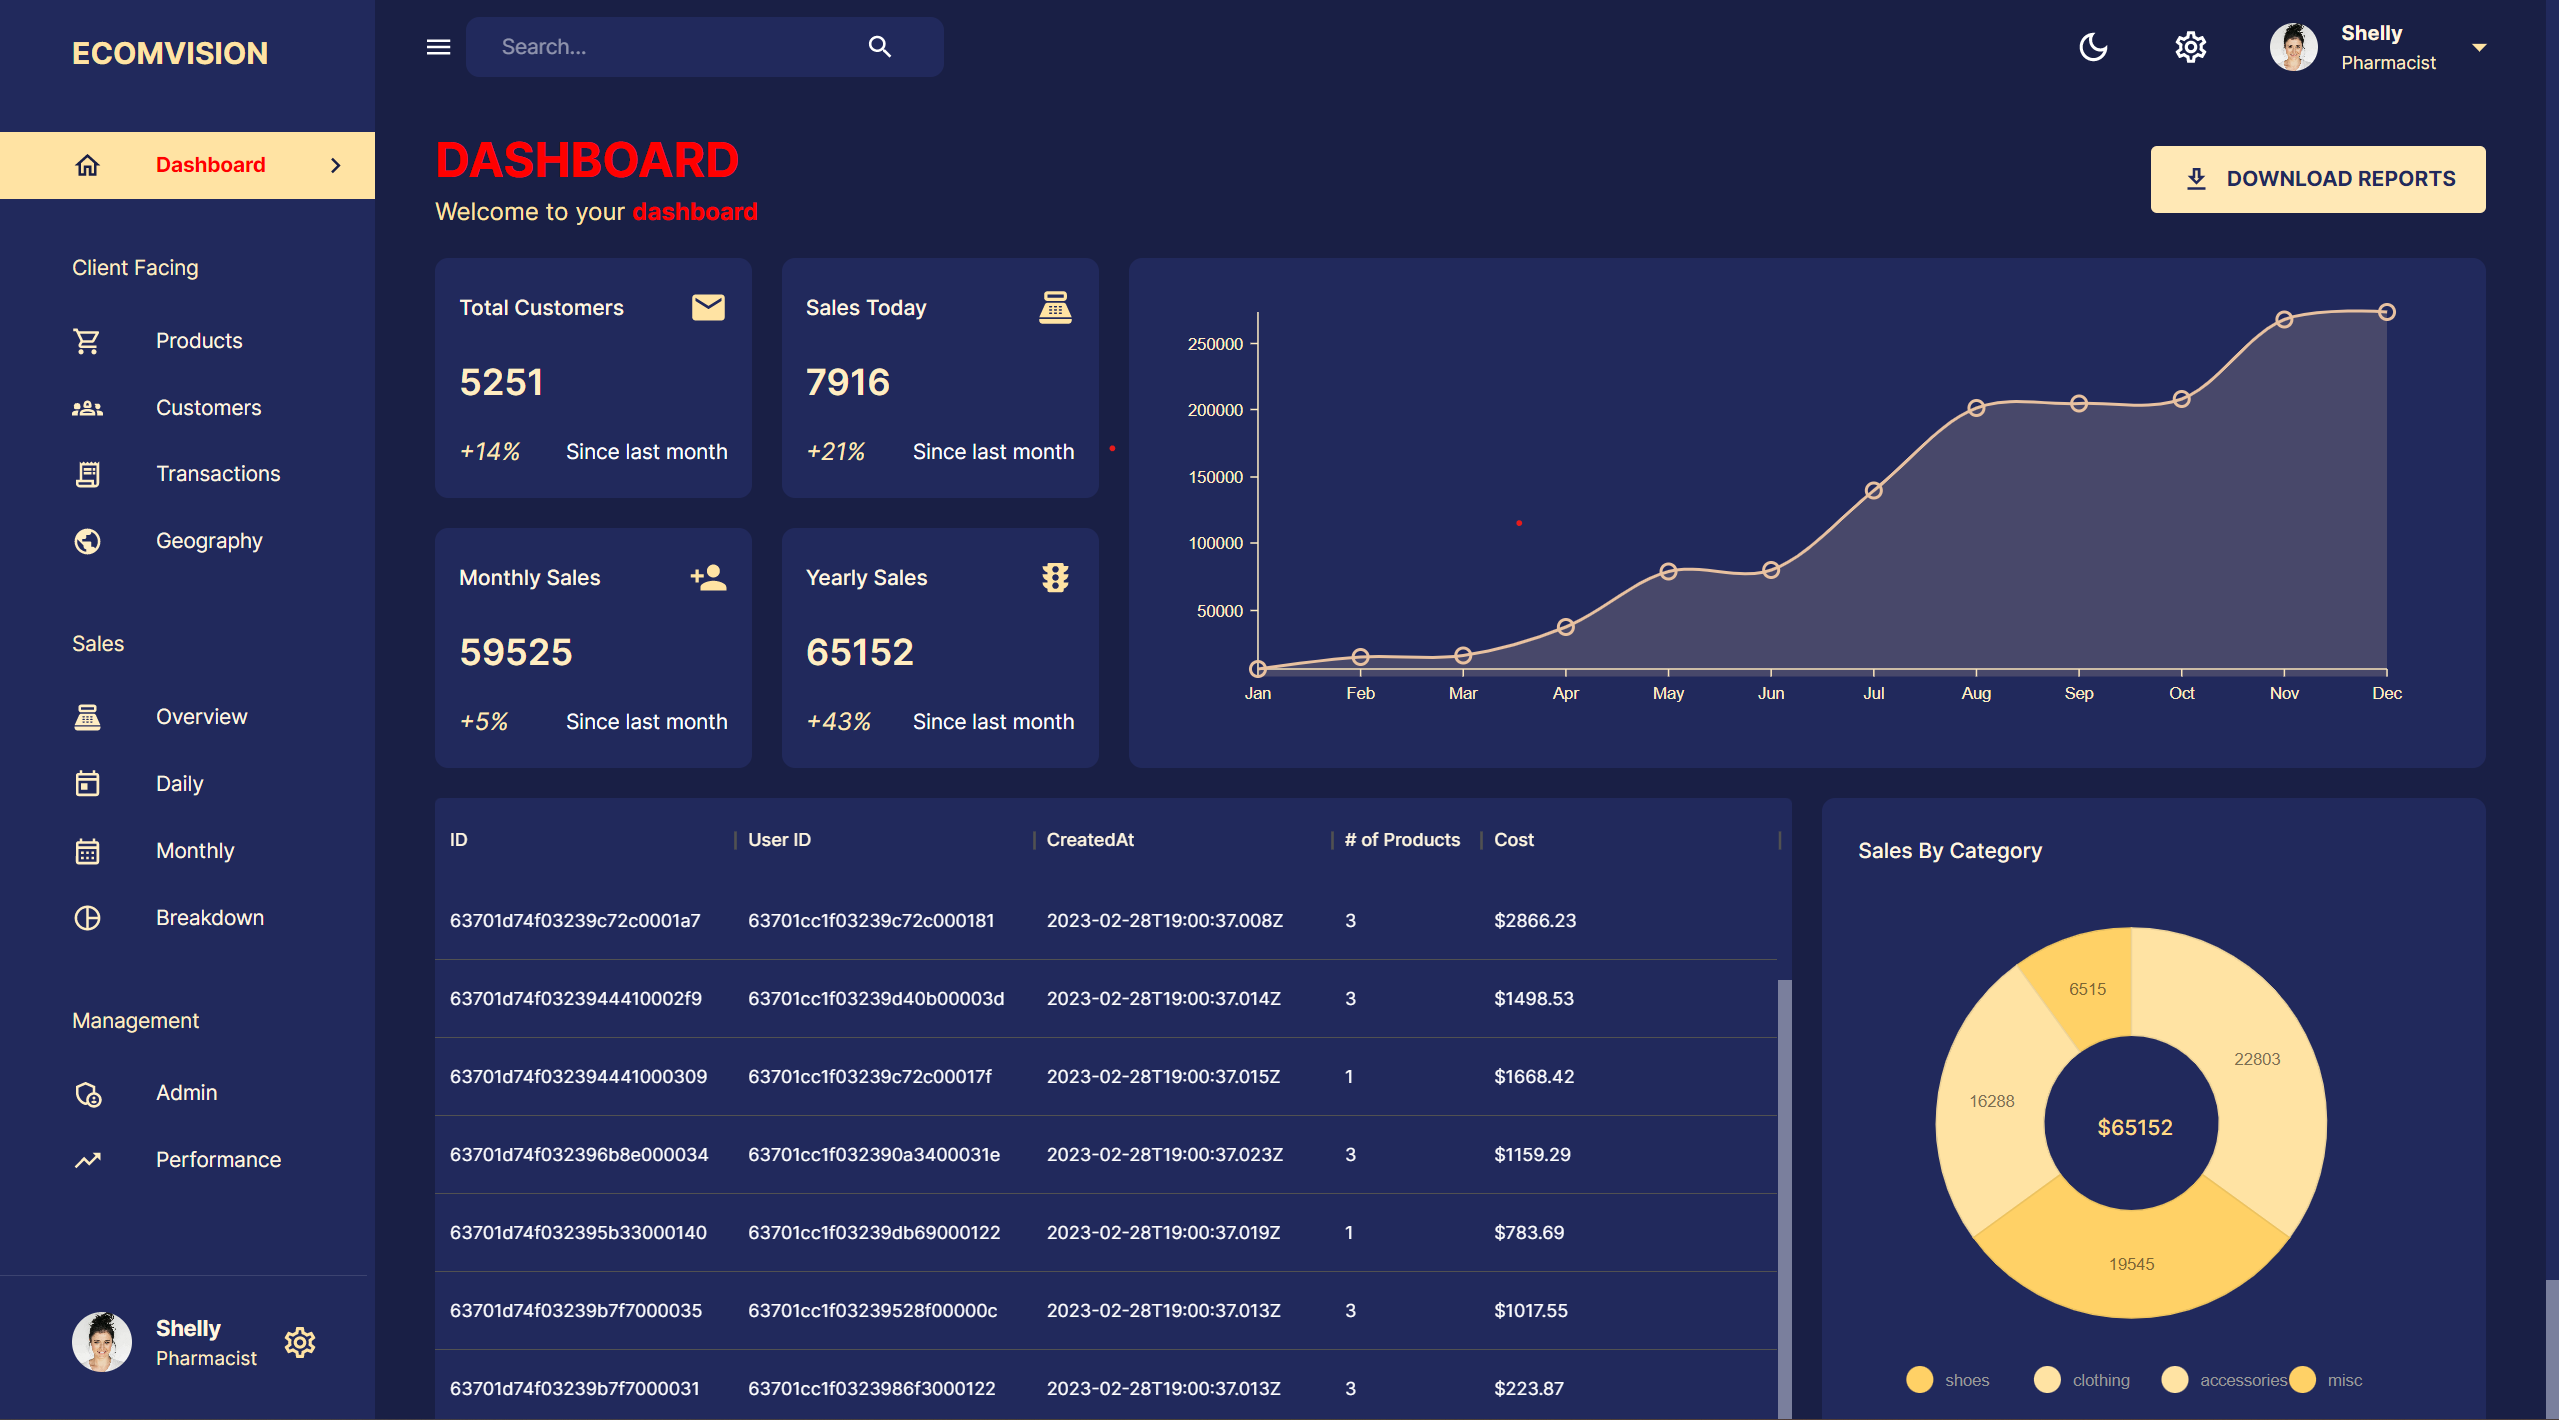 ECOMVISION
Search...
Shelly
Pharmacist
Dashboard
Client Facing
Products
Customers
Transactions
Geography
Sales
Overview
Daily
Monthly
Breakdown
Management
Admin
Performance
Shelly
Pharmacist
DASHBOARD
Welcome to your dashboard
DOWNLOAD REPORTS
Total Customers
5251
+14% Since last month
Sales Today
7916
+21% Since last month
Monthly Sales
59525
+5% Since last month
Yearly Sales
65152
+43% Since last month
250000
200000
150000
100000
50000
Jan Feb Mar Apr May Jun Jul Aug Sep Oct Nov Dec
ID User ID CreatedAt # of Products Cost
63701d74f03239c72c0001a7 63701cc1f03239c72c000181 2023-02-28T19:00:37.008Z 3 $2866.23
63701d74f0323944410002f9 63701cc1f03239d40b00003d 2023-02-28T19:00:37.014Z 3 $1498.53
63701d74f032394441000309 63701cc1f03239c72c00017f 2023-02-28T19:00:37.015Z 1 $1668.42
63701d74f032396b8e000034 63701cc1f032390a3400031e 2023-02-28T19:00:37.023Z 3 $1159.29
63701d74f032395b33000140 63701cc1f03239db69000122 2023-02-28T19:00:37.019Z 1 $783.69
63701d74f03239b7f7000035 63701cc1f03239528f00000c 2023-02-28T19:00:37.013Z 3 $1017.55
63701d74f03239b7f7000031 63701cc1f0323986f3000122 2023-02-28T19:00:37.013Z 3 $223.87
Sales By Category
6515
22803
16288
$65152
19545
shoes clothing accessories misc